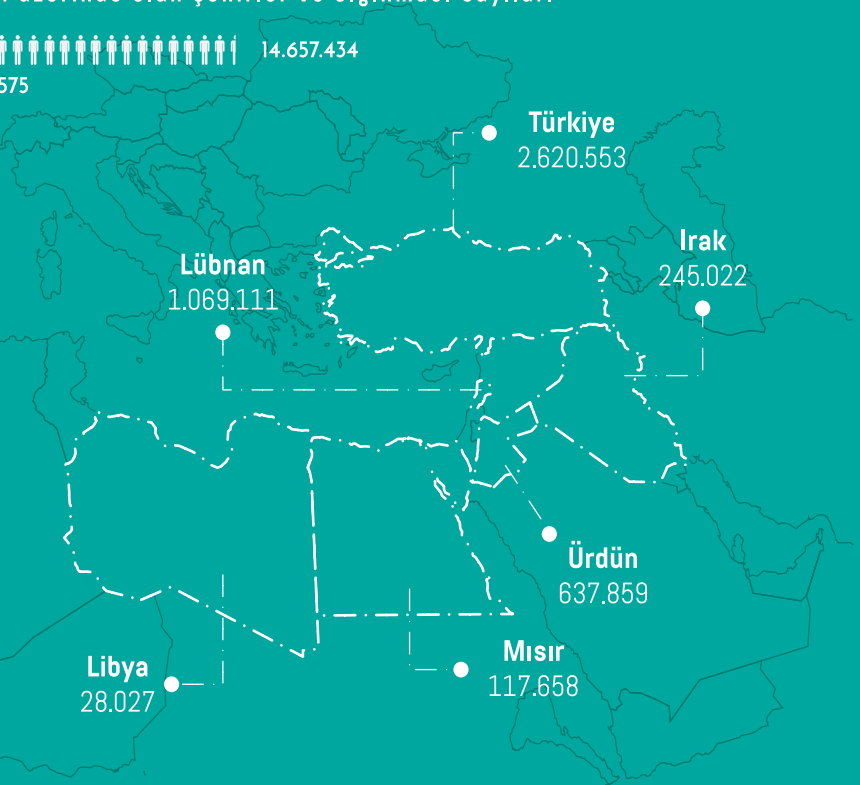 14.657.434
575
Türkiye
2.620.553
Irak
245.022
Lübnan
1.069.111
Ürdün
637.859
Mısır
117.658
Libya
28.027